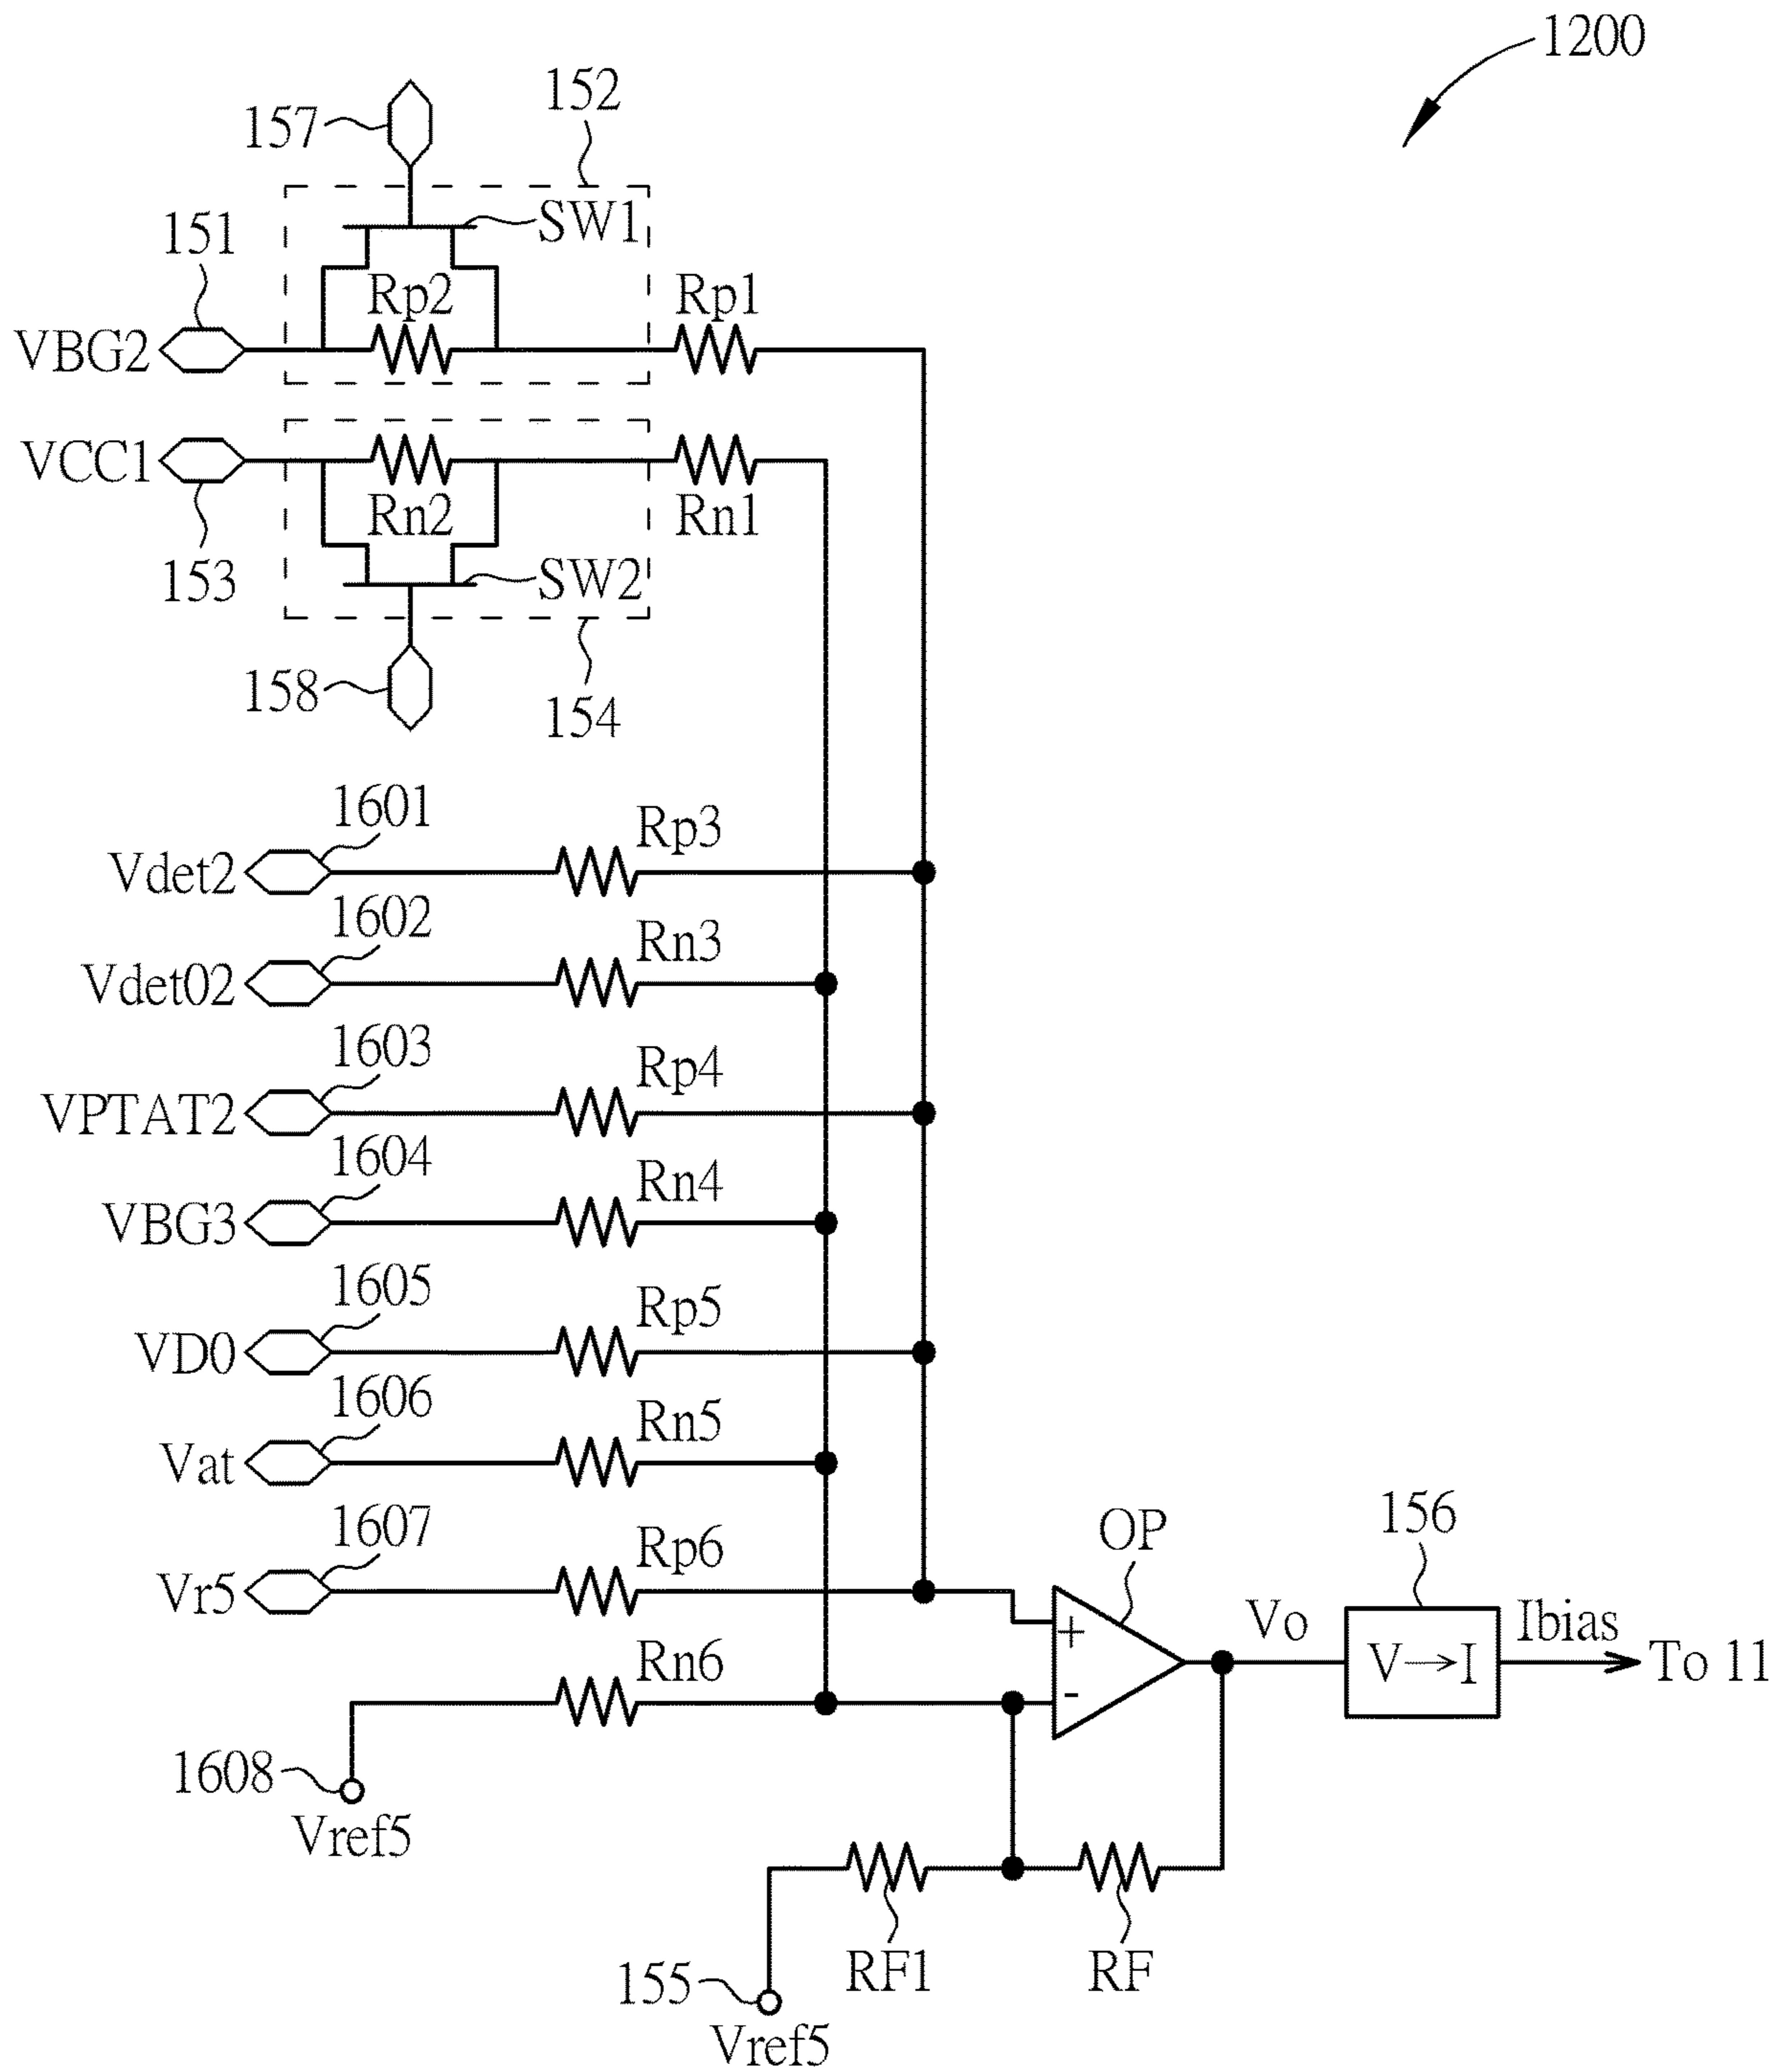 1200
152
157
SW1
151
Rp2
Rp1
VBG2
VCC1
Rn2
Rn1
153
SW2
158
154
1601
Rp3
Vdet2
1602
Rn3
Vdet02
1603
Rp4
VPTAT2
1604
Rn4
VBG3
1605
Rp5
VD0
1606
Rn5
Vat
1607
Rp6
OP
156
Vr5
+
Vo
V→I
Ibias
To 11
Rn6
-
1608
Vref5
RF1
RF
155
Vref5